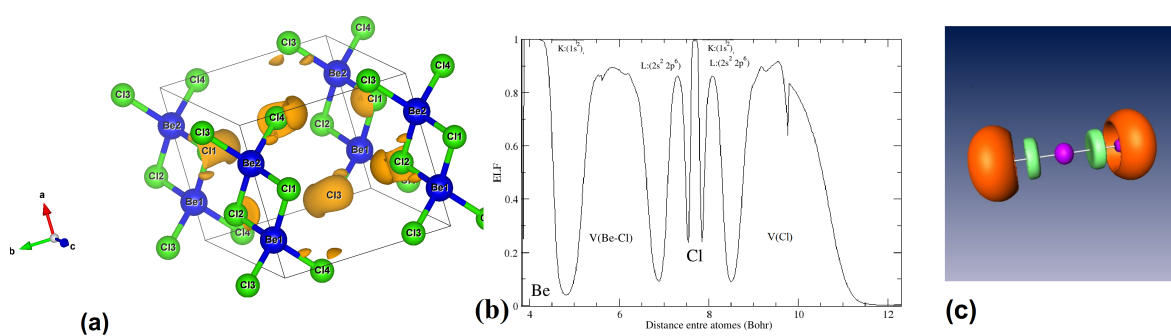 Cl4
Cl3
Cl4
Be2
Cl3
Cl4
Cl3
Cl1
Be2
Cl4
Cl2
Be2
Cl3
Cl1
Be1
Cl1
Cl2
Be2
Cl2
Be1
Cl1
Cl3
Be1
Cl2
Cl3
Cl4
Be1
Cl3
Cl4
Cl3
a
b
c
(a)
ELF
1
0.8
0.6
0.4
0.2
0
K:(1s²)
L:(2s² 2p⁶)
K:(1s²)
L:(2s² 2p⁶)
V(Be-Cl)
Cl
V(Cl)
Be
4
6
8
10
12
Distance entre atomes (Bohr)
(b)
(c)